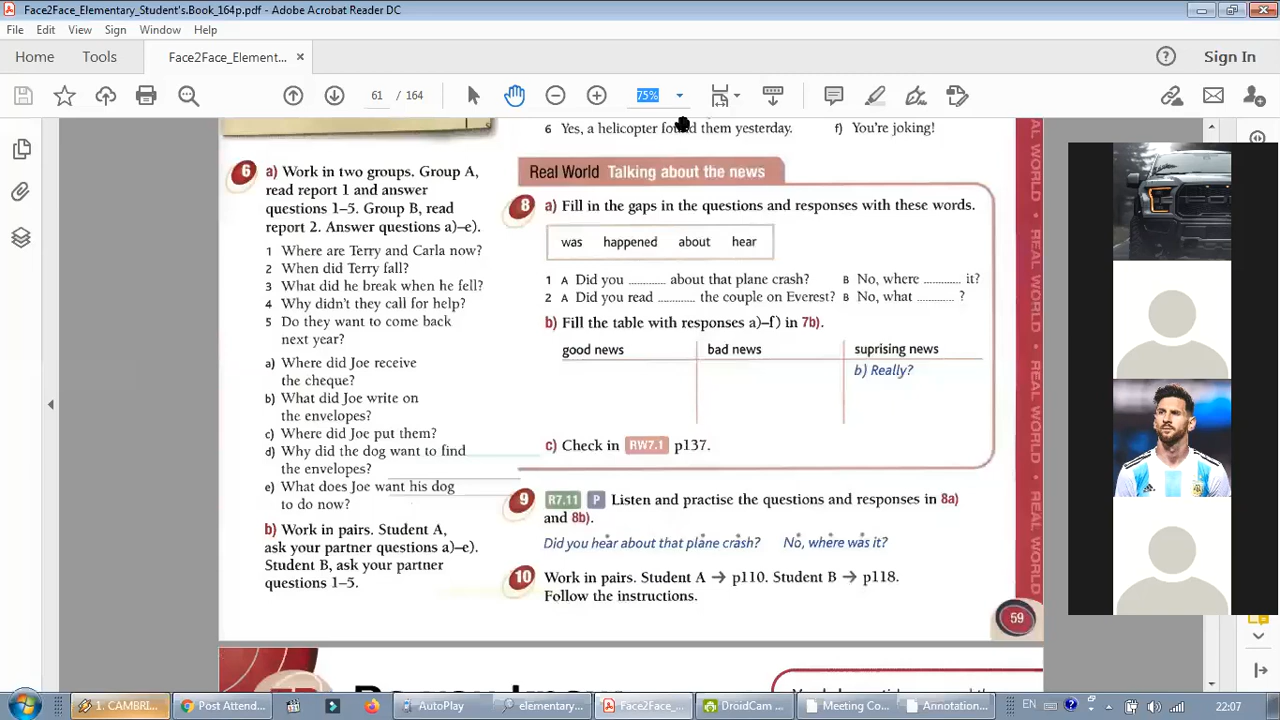 Face2Face_Elementary_Student's.Book_164p.pdf - Adobe Acrobat Reader DC
File Edit View Sign Window Help
Home Tools Face2Face_Element... × Sign In
61 / 164 75%
6 Yes, a helicopter found them yesterday. f) You're joking!
6 a) Work in two groups. Group A,
read report 1 and answer
questions 1–5. Group B, read
report 2. Answer questions a)–e).
1 Where are Terry and Carla now?
2 When did Terry fall?
3 What did he break when he fell?
4 Why didn't they call for help?
5 Do they want to come back
next year?
a) Where did Joe receive
the cheque?
b) What did Joe write on
the envelopes?
c) Where did Joe put them?
d) Why did the dog want to find
the envelopes?
e) What does Joe want his dog
to do now?
b) Work in pairs. Student A,
ask your partner questions a)–e).
Student B, ask your partner
questions 1–5.
Real World Talking about the news
8 a) Fill in the gaps in the questions and responses with these words.
was happened about hear
1 A Did you ............ about that plane crash? B No, where ............ it?
2 A Did you read ............ the couple on Everest? B No, what ............ ?
b) Fill the table with responses a)–f) in 7b).
good news bad news suprising news
b) Really?
c) Check in RW7.1 p137.
9 R7.11 P Listen and practise the questions and responses in 8a)
and 8b).
Did you hear about that plane crash? No, where was it?
10 Work in pairs. Student A → p110. Student B → p118.
Follow the instructions.
AL WORLD • REAL WORLD • REAL WORLD • REAL WORLD
59
1. CAMBRI... Post Attend... AutoPlay elementary... Face2Face_... DroidCam ... Meeting Co... Annotation... EN 22:07